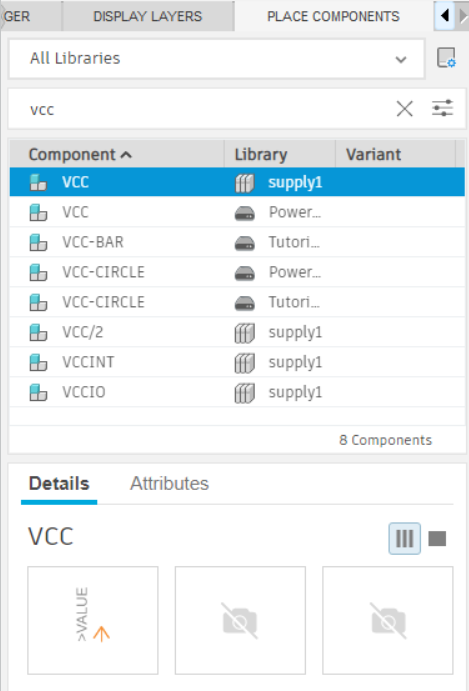 GER DISPLAY LAYERS PLACE COMPONENTS
All Libraries
vcc
Component Library Variant
VCC supply1
VCC Power...
VCC-BAR Tutori...
VCC-CIRCLE Power...
VCC-CIRCLE Tutori...
VCC/2 supply1
VCCINT supply1
VCCIO supply1
8 Components
Details Attributes
VCC
>VALUE